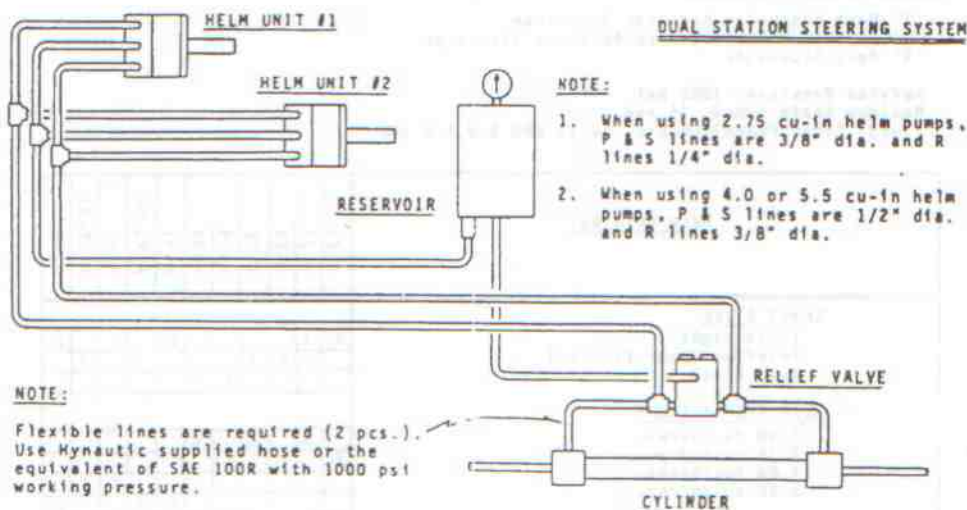 HELM UNIT #1
DUAL STATION STEERING SYSTEM
HELM UNIT #2
NOTE:
1. When using 2.75 cu-in helm pumps,
P & S lines are 3/8" dia. and R
lines 1/4" dia.
RESERVOIR
2. When using 4.0 or 5.5 cu-in helm
pumps, P & S lines are 1/2" dia.
and R lines 3/8" dia.
RELIEF VALVE
NOTE:
Flexible lines are required (2 pcs.).
Use Hynautic supplied hose or the
equivalent of SAE 100R with 1000 psi
working pressure.
CYLINDER